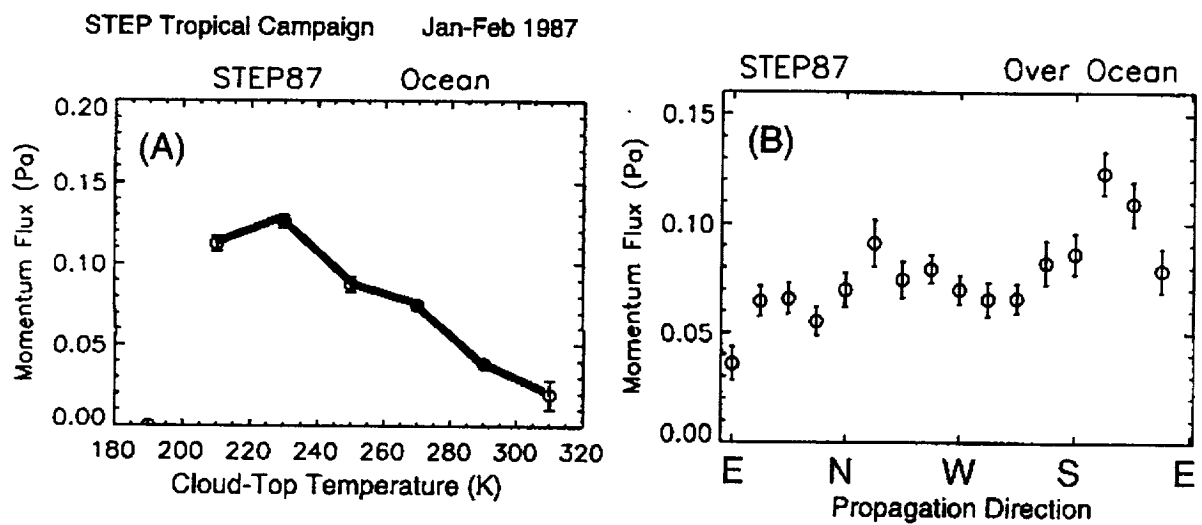 STEP Tropical Campaign Jan-Feb 1987
STEP87 Ocean
(A)
Momentum Flux (Pa)
0.20
0.15
0.10
0.05
0.00
180 200 220 240 260 280 300 320
Cloud-Top Temperature (K)
STEP87 Over Ocean
(B)
Momentum Flux (Pa)
0.15
0.10
0.05
0.00
E N W S E
Propagation Direction